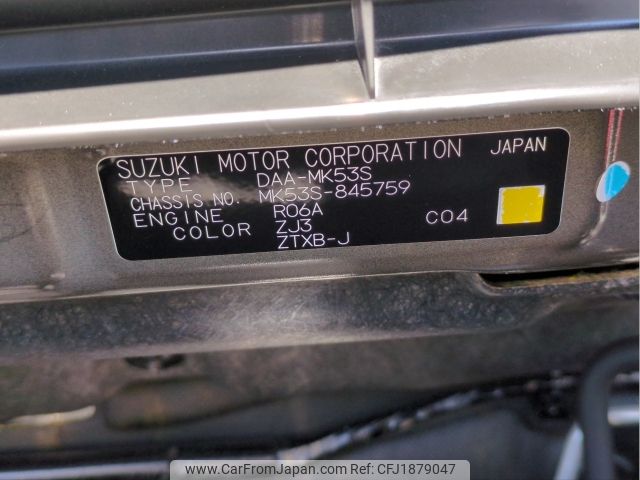 SUZUKI MOTOR CORPORATION JAPAN
TYPE DAA-MK53S
CHASSIS NO. MK53S-845759
ENGINE R06A C04
COLOR ZJ3
ZTXB-J
www.CarFromJapan.com Ref no. CFJ1879047